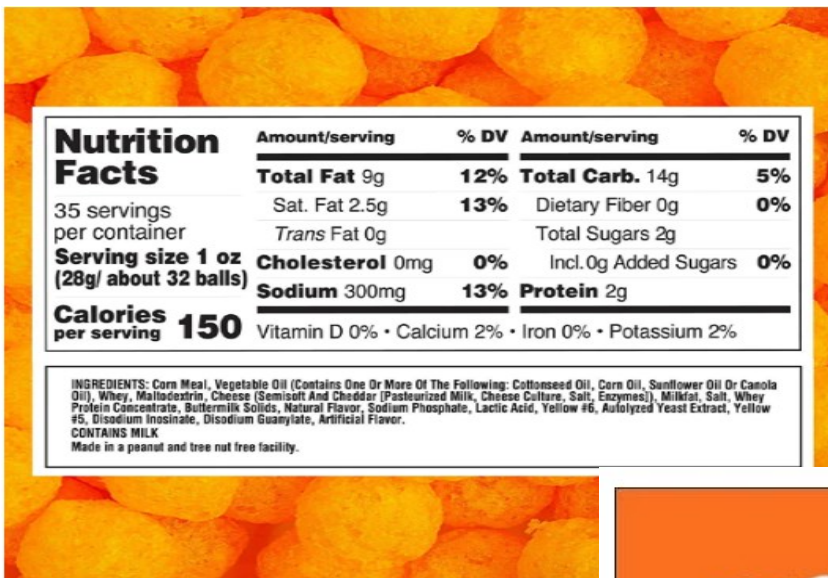 Nutrition
Facts
35 servings
per container
Serving size 1 oz
(28g/ about 32 balls)
Calories
per serving 150
Amount/serving % DV
Total Fat 9g 12%
Sat. Fat 2.5g 13%
Trans Fat 0g
Cholesterol 0mg 0%
Sodium 300mg 13%
Amount/serving % DV
Total Carb. 14g 5%
Dietary Fiber 0g 0%
Total Sugars 2g
Incl. 0g Added Sugars 0%
Protein 2g
Vitamin D 0% • Calcium 2% • Iron 0% • Potassium 2%
INGREDIENTS: Corn Meal, Vegetable Oil (Contains One Or More Of The Following: Cottonseed Oil, Corn Oil, Sunflower Oil Or Canola
Oil), Whey, Maltodextrin, Cheese (Semisoft And Cheddar [Pasteurized Milk, Cheese Culture, Salt, Enzymes]), Milkfat, Salt, Whey
Protein Concentrate, Buttermilk Solids, Natural Flavor, Sodium Phosphate, Lactic Acid, Yellow #6, Autolyzed Yeast Extract, Yellow
#5, Disodium Inosinate, Disodium Guanylate, Artificial Flavor.
CONTAINS MILK
Made in a peanut and tree nut free facility.